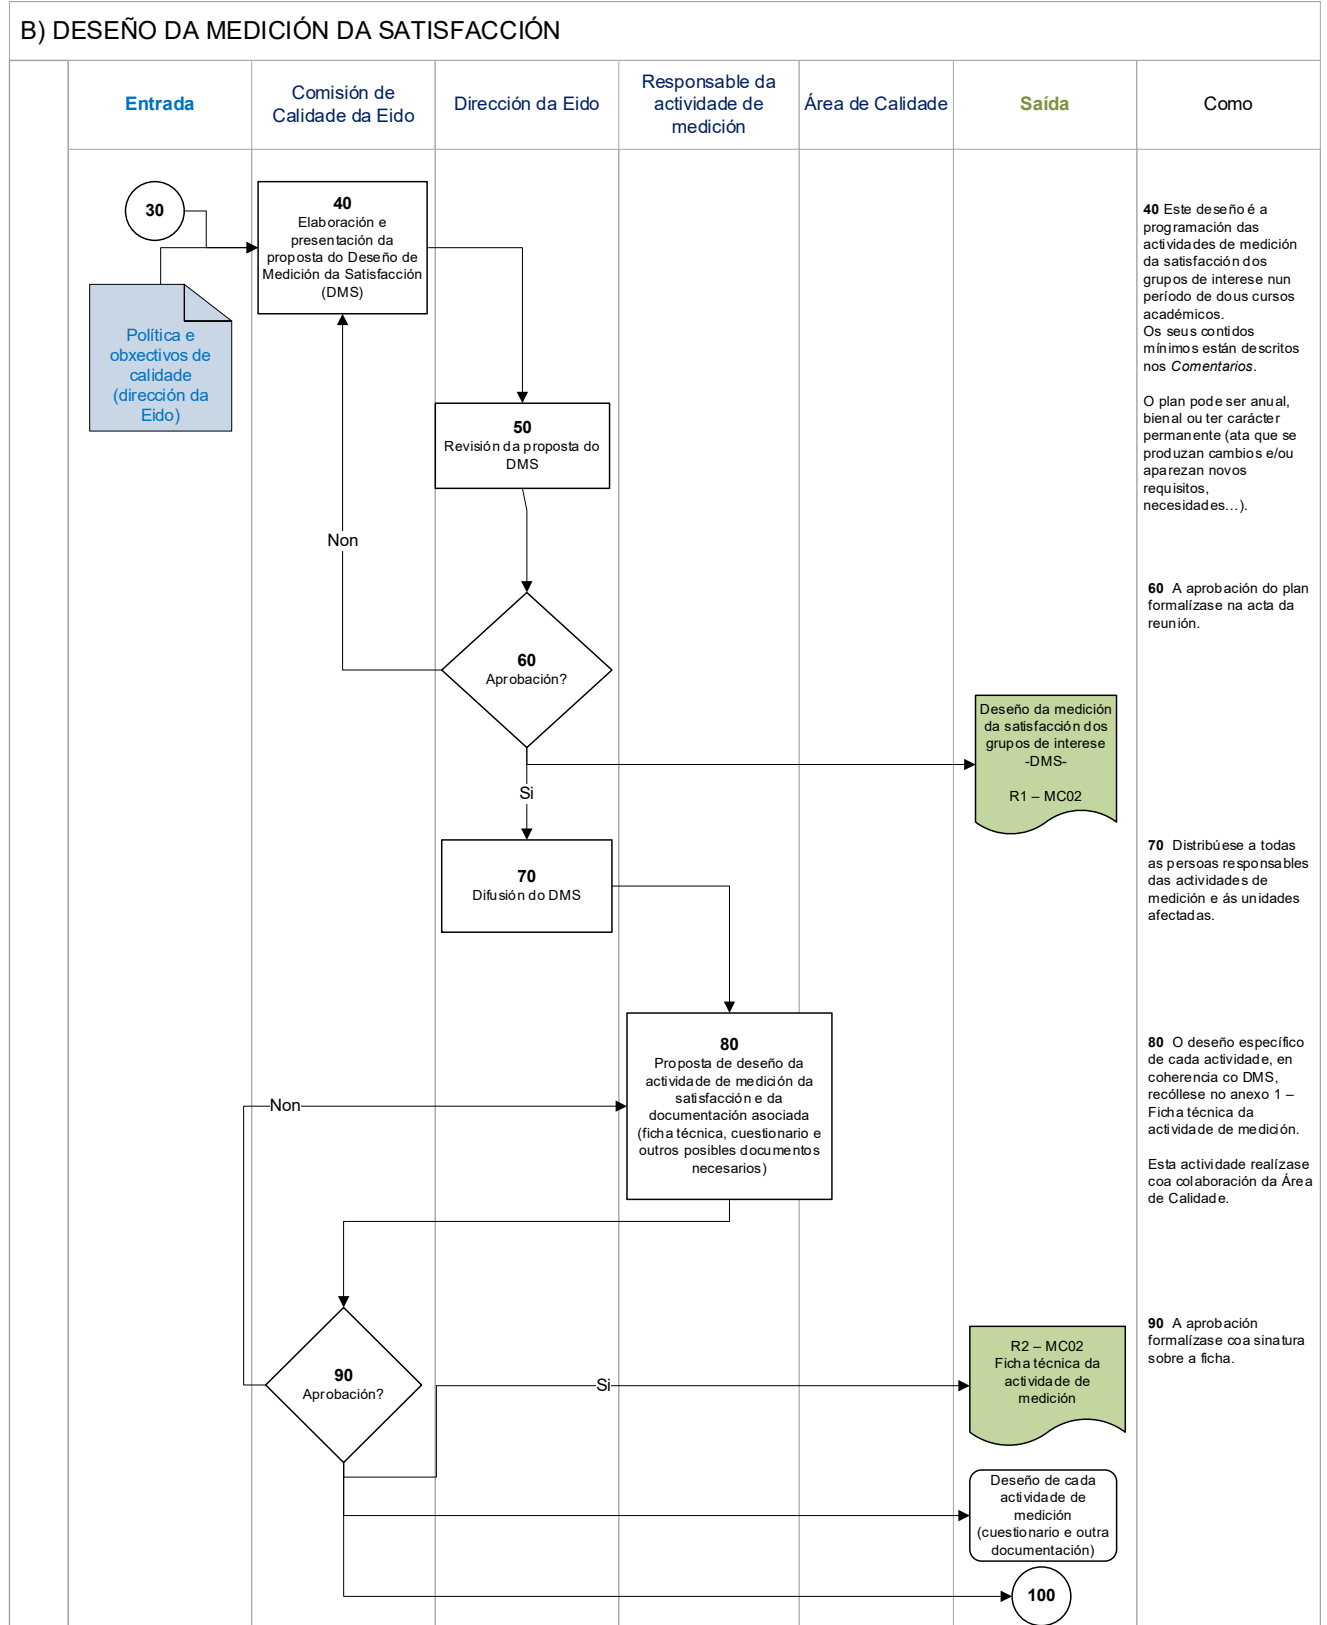 B) DESEÑO DA MEDICIÓN DA SATISFACCIÓN
Entrada
Comisión de
Calidade da Eido
Dirección da Eido
Responsable da
actividade de
medición
Área de Calidade
Saída
Como
30
40
Elaboración e
presentación da
proposta do Deseño de
Medición da Satisfacción
(DMS)
Política e
obxectivos de
calidade
(dirección da
Eido)
40 Este deseño é a
programación das
actividades de medición
da satisfacción dos
grupos de interese nun
período de dous cursos
académicos.
Os seus contidos
mínimos están descritos
nos Comentarios.
O plan pode ser anual,
bienal ou ter carácter
permanente (ata que se
produzan cambios e/ou
aparezan novos
requisitos,
necesidades…).
50
Revisión da proposta do
DMS
Non
60
Aprobación?
60 A aprobación do plan
formalízase na acta da
reunión.
Deseño da medición
da satisfacción dos
grupos de interese
-DMS-
R1 – MC02
Si
70
Difusión do DMS
70 Distribúese a todas
as persoas responsables
das actividades de
medición e ás unidades
afectadas.
80
Proposta de deseño da
actividade de medición da
satisfacción e da
documentación asociada
(ficha técnica, cuestionario e
outros posibles documentos
necesarios)
Non
80 O deseño específico
de cada actividade, en
coherencia co DMS,
recóllese no anexo 1 –
Ficha técnica da
actividade de medición.
Esta actividade realízase
coa colaboración da Área
de Calidade.
90
Aprobación?
Si
R2 – MC02
Ficha técnica da
actividade de
medición
90 A aprobación
formalízase coa sinatura
sobre a ficha.
Deseño de cada
actividade de
medición
(cuestionario e outra
documentación)
100